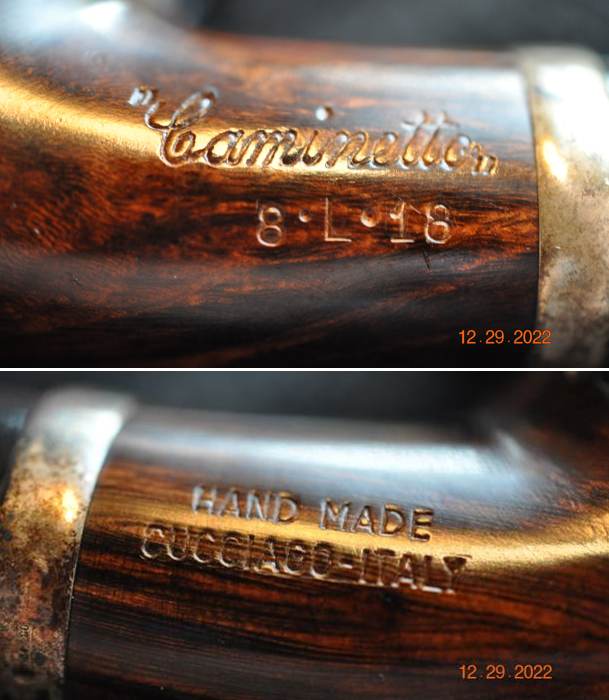 "Caminetto"
8·L·18
12.29.2022
HAND MADE
CUCCIAGO-ITALY
12.29.2022